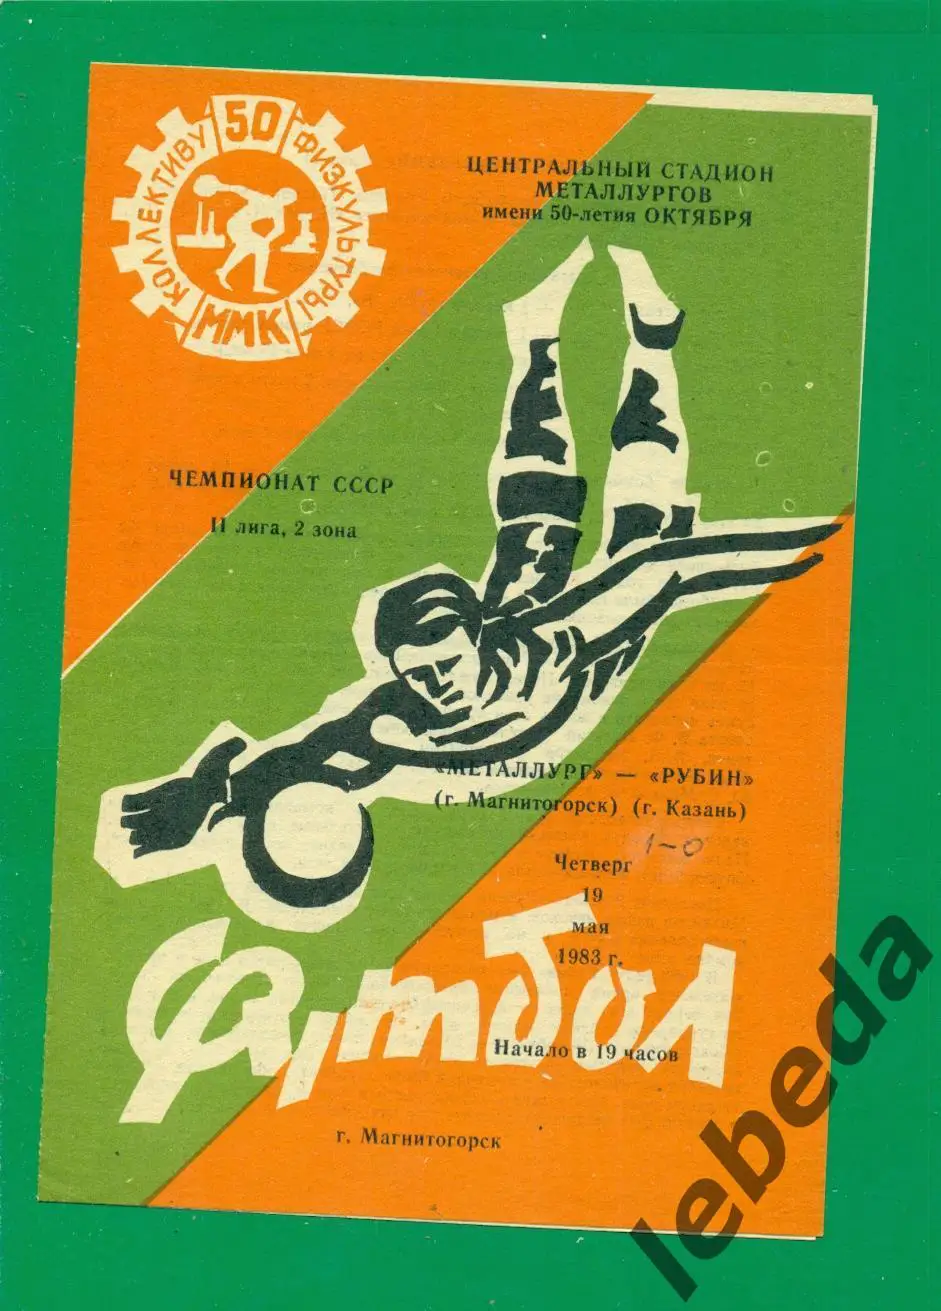 50
КОЛЛЕКТИВУ ФИЗКУЛЬТУРЫ
ММК
ЦЕНТРАЛЬНЫЙ СТАДИОН
МЕТАЛЛУРГОВ
имени 50-летия ОКТЯБРЯ
ЧЕМПИОНАТ СССР
II лига, 2 зона
«МЕТАЛЛУРГ» — «РУБИН»
(г. Магнитогорск) (г. Казань)
1-0
Четверг
19
мая
1983 г.
Футбол
Начало в 19 часов
г. Магнитогорск
lebeda